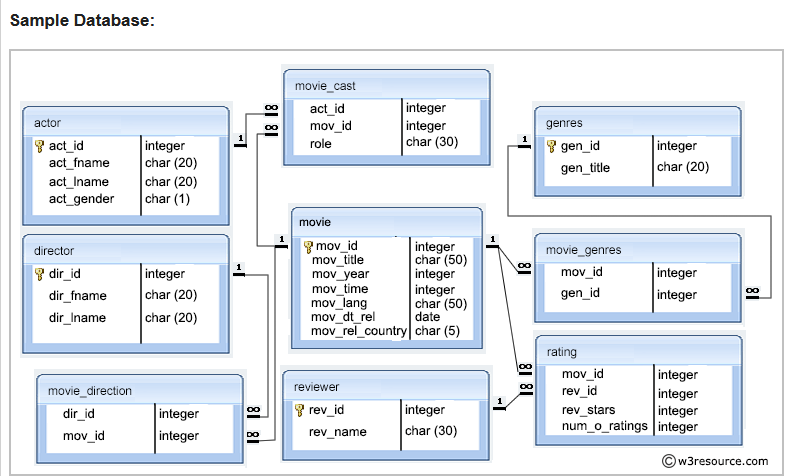 Sample Database:
movie_cast
act_id integer
mov_id integer
role char (30)
actor
act_id integer
act_fname char (20)
act_lname char (20)
act_gender char (1)
genres
gen_id integer
gen_title char (20)
1
∞
∞
1
movie
mov_id integer
mov_title char (50)
mov_year integer
mov_time integer
mov_lang char (50)
mov_dt_rel date
mov_rel_country char (5)
1
1
director
dir_id integer
dir_fname char (20)
dir_lname char (20)
1
movie_genres
mov_id integer
gen_id integer
∞
∞
movie_direction
dir_id integer
mov_id integer
∞
∞
reviewer
rev_id integer
rev_name char (30)
1
rating
mov_id integer
rev_id integer
rev_stars integer
num_o_ratings integer
∞
∞
©w3resource.com